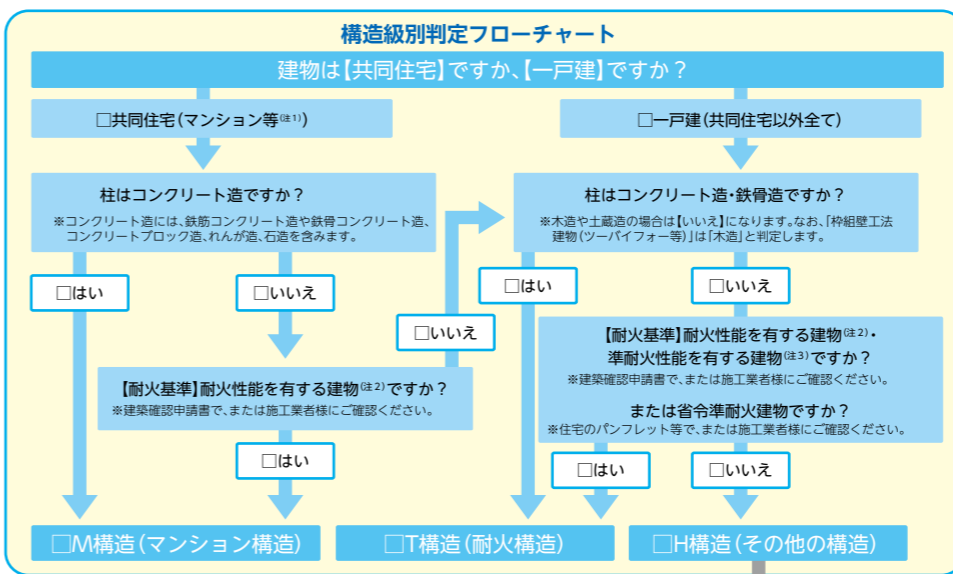 構造級別判定フローチャート
建物は【共同住宅】ですか、【一戸建】ですか？
□共同住宅(マンション等(注1))
□一戸建(共同住宅以外全て)
柱はコンクリート造ですか？
※コンクリート造には、鉄筋コンクリート造や鉄骨コンクリート造、
コンクリートブロック造、れんが造、石造を含みます。
柱はコンクリート造・鉄骨造ですか？
※木造や土蔵造の場合は【いいえ】になります。なお、「枠組壁工法
建物(ツーバイフォー等)」は「木造」と判定します。
□はい
□いいえ
□いいえ
□はい
□いいえ
【耐火基準】耐火性能を有する建物(注2)ですか？
※建築確認申請書で、または施工業者様にご確認ください。
【耐火基準】耐火性能を有する建物(注2)・
準耐火性能を有する建物(注3)ですか？
※建築確認申請書で、または施工業者様にご確認ください。
または省令準耐火建物ですか？
※住宅のパンフレット等で、または施工業者様にご確認ください。
□はい
□はい
□いいえ
□M構造(マンション構造)
□T構造(耐火構造)
□H構造(その他の構造)